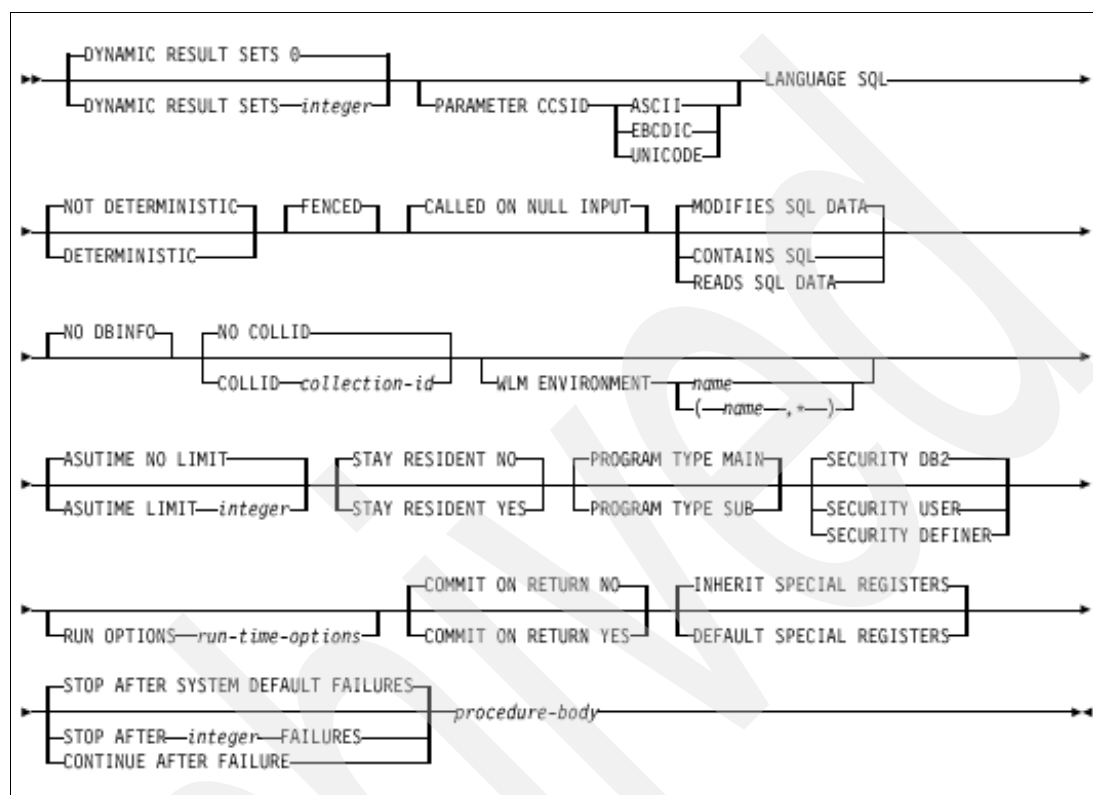 DYNAMIC RESULT SETS 0
LANGUAGE SQL
DYNAMIC RESULT SETS integer
PARAMETER CCSID ASCII
EBCDIC
UNICODE
NOT DETERMINISTIC FENCED CALLED ON NULL INPUT MODIFIES SQL DATA
DETERMINISTIC CONTAINS SQL
READS SQL DATA
NO DBINFO NO COLLID
COLLID collection-id WLM ENVIRONMENT name
( name ,* )
ASUTIME NO LIMIT STAY RESIDENT NO PROGRAM TYPE MAIN SECURITY DB2
ASUTIME LIMIT integer STAY RESIDENT YES PROGRAM TYPE SUB SECURITY USER
SECURITY DEFINER
COMMIT ON RETURN NO INHERIT SPECIAL REGISTERS
RUN OPTIONS run-time-options COMMIT ON RETURN YES DEFAULT SPECIAL REGISTERS
STOP AFTER SYSTEM DEFAULT FAILURES
procedure-body
STOP AFTER integer FAILURES
CONTINUE AFTER FAILURE